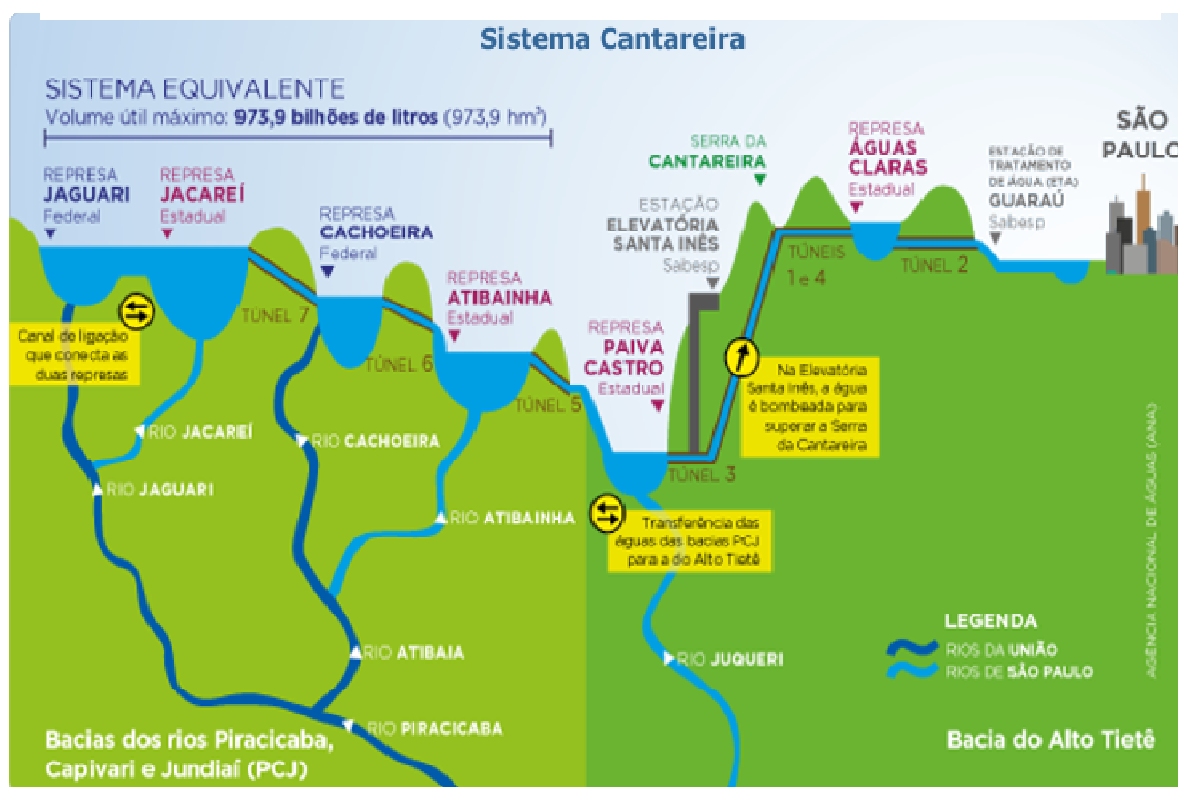 Sistema Cantareira
SISTEMA EQUIVALENTE
Volume útil máximo: 973,9 bilhões de litros (973,9 hm³)
REPRESA
JAGUARI
Federal
REPRESA
JACAREÍ
Estadual
REPRESA
CACHOEIRA
Federal
REPRESA
ATIBAINHA
Estadual
REPRESA
PAIVA
CASTRO
Estadual
ESTAÇÃO
ELEVATÓRIA
SANTA INÊS
Sabesp
SERRA DA
CANTAREIRA
REPRESA
ÁGUAS
CLARAS
Estadual
ESTAÇÃO DE
TRATAMENTO
DE ÁGUA (ETA)
GUARAÚ
Sabesp
SÃO
PAULO
TÚNEL 7
TÚNEL 6
TÚNEL 5
TÚNEL 3
TÚNEIS
1 e 4
TÚNEL 2
Canal de ligação
que conecta as
duas represas
Na Elevatória
Santa Inês, a água
é bombeada para
superar a Serra
da Cantareira
Transferência das
águas das bacias PCJ
para a do Alto Tietê
RIO JACAREÍ
RIO JAGUARI
RIO CACHOEIRA
RIO ATIBAINHA
RIO ATIBAIA
RIO PIRACICABA
RIO JUQUERI
LEGENDA
RIOS DA UNIÃO
RIOS DE SÃO PAULO
Bacias dos rios Piracicaba,
Capivari e Jundiaí (PCJ)
Bacia do Alto Tietê
AGENCIA NACIONAL DE ÁGUAS (ANA)